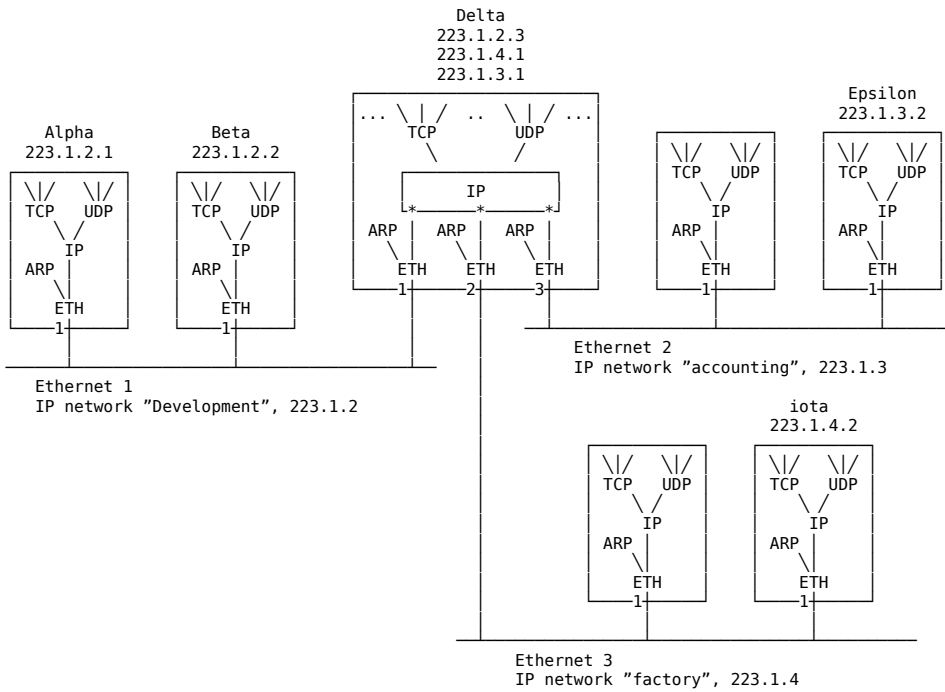 Delta
223.1.2.3
223.1.4.1
223.1.3.1
... \ | / .. \ | / ...
TCP UDP
IP
* * *
ARP ARP ARP
ETH ETH ETH
1 2 3
Alpha
223.1.2.1
\|/ \|/
TCP UDP
IP
ARP
ETH
1
Beta
223.1.2.2
\|/ \|/
TCP UDP
IP
ARP
ETH
1
\|/ \|/
TCP UDP
IP
ARP
ETH
1
Epsilon
223.1.3.2
\|/ \|/
TCP UDP
IP
ARP
ETH
1
Ethernet 2
IP network ”accounting”, 223.1.3
Ethernet 1
IP network ”Development”, 223.1.2
\|/ \|/
TCP UDP
IP
ARP
ETH
1
iota
223.1.4.2
\|/ \|/
TCP UDP
IP
ARP
ETH
1
Ethernet 3
IP network ”factory”, 223.1.4